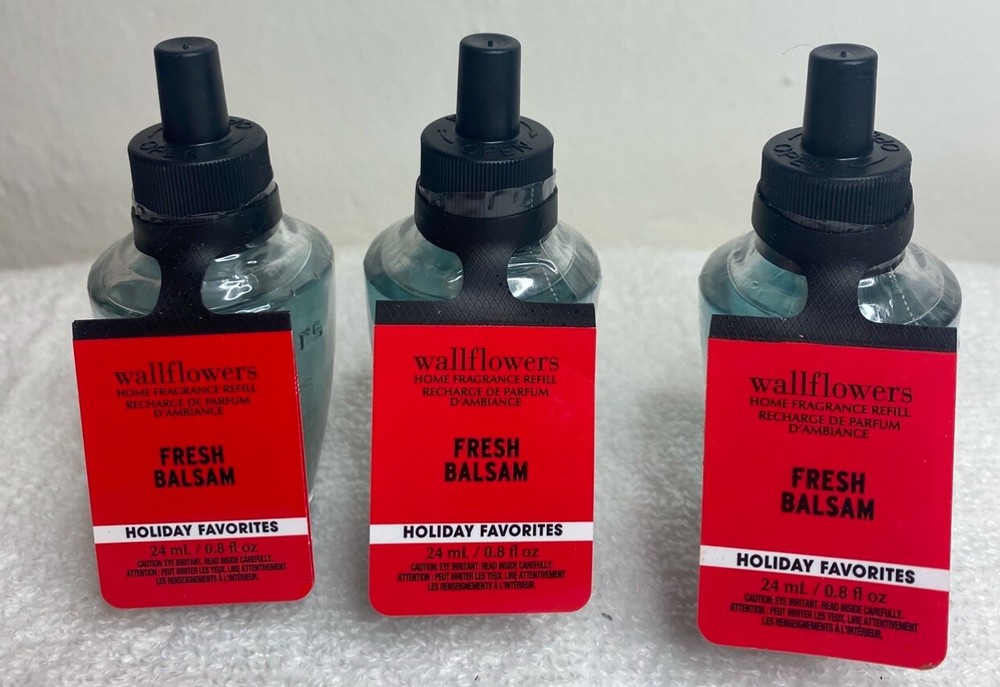 OPEN
wallflowers
HOME FRAGRANCE REFILL
RECHARGE DE PARFUM
D'AMBIANCE
FRESH
BALSAM
HOLIDAY FAVORITES
24 mL / 0.8 fl oz
CAUTION: EYE IRRITANT. READ INSIDE CAREFULLY.
ATTENTION : PEUT IRRITER LES YEUX. LIRE ATTENTIVEMENT
LES RENSEIGNEMENTS À L'INTÉRIEUR.
OPEN
wallflowers
HOME FRAGRANCE REFILL
RECHARGE DE PARFUM
D'AMBIANCE
FRESH
BALSAM
HOLIDAY FAVORITES
24 mL / 0.8 fl oz
CAUTION: EYE IRRITANT. READ INSIDE CAREFULLY.
ATTENTION : PEUT IRRITER LES YEUX. LIRE ATTENTIVEMENT
LES RENSEIGNEMENTS À L'INTÉRIEUR.
OPEN
wallflowers
HOME FRAGRANCE REFILL
RECHARGE DE PARFUM
D'AMBIANCE
FRESH
BALSAM
HOLIDAY FAVORITES
24 mL / 0.8 fl oz
CAUTION: EYE IRRITANT. READ INSIDE CAREFULLY.
ATTENTION : PEUT IRRITER LES YEUX. LIRE ATTENTIVEMENT
LES RENSEIGNEMENTS À L'INTÉRIEUR.